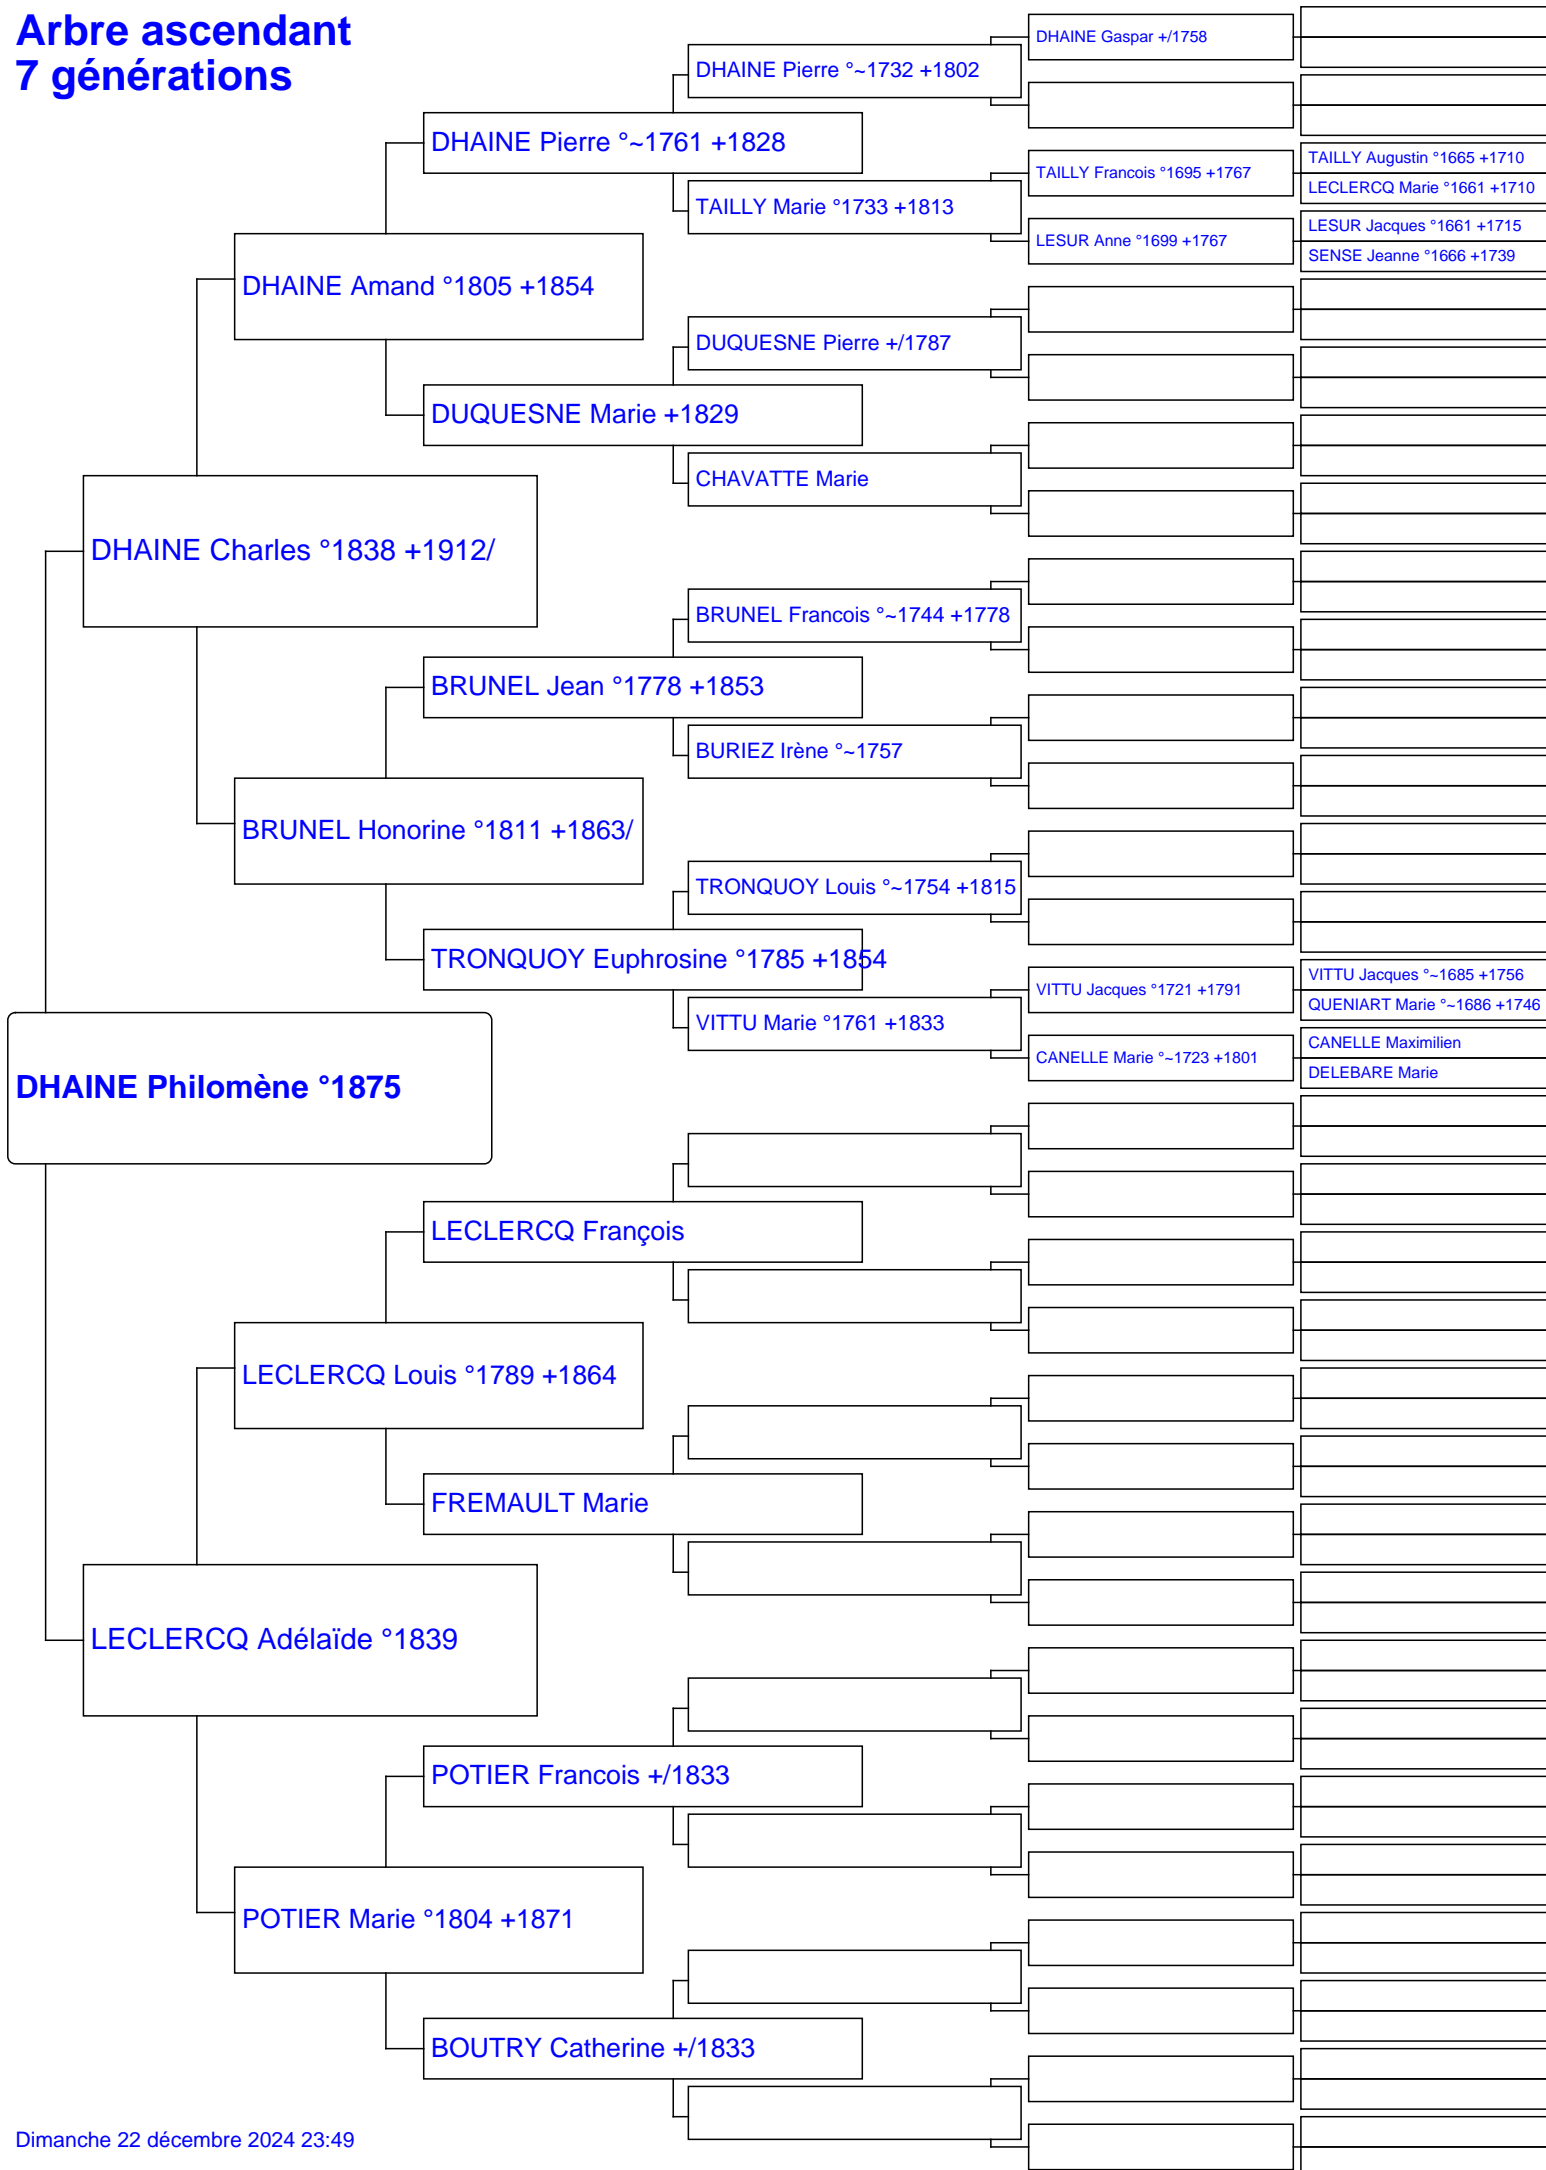 Arbre ascendant
7 générations
DHAINE Gaspar +/1758
DHAINE Pierre °~1732 +1802
DHAINE Pierre °~1761 +1828
TAILLY Augustin °1665 +1710
TAILLY Francois °1695 +1767
LECLERCQ Marie °1661 +1710
TAILLY Marie °1733 +1813
LESUR Jacques °1661 +1715
LESUR Anne °1699 +1767
SENSE Jeanne °1666 +1739
DHAINE Amand °1805 +1854
DUQUESNE Pierre +/1787
DUQUESNE Marie +1829
CHAVATTE Marie
DHAINE Charles °1838 +1912/
BRUNEL Francois °~1744 +1778
BRUNEL Jean °1778 +1853
BURIEZ Irène °~1757
BRUNEL Honorine °1811 +1863/
TRONQUOY Louis °~1754 +1815
TRONQUOY Euphrosine °1785 +1854
VITTU Jacques °~1685 +1756
VITTU Jacques °1721 +1791
QUENIART Marie °~1686 +1746
VITTU Marie °1761 +1833
CANELLE Maximilien
CANELLE Marie °~1723 +1801
DELEBARE Marie
DHAINE Philomène °1875
LECLERCQ François
LECLERCQ Louis °1789 +1864
FREMAULT Marie
LECLERCQ Adélaïde °1839
POTIER Francois +/1833
POTIER Marie °1804 +1871
BOUTRY Catherine +/1833
Dimanche 22 décembre 2024 23:49